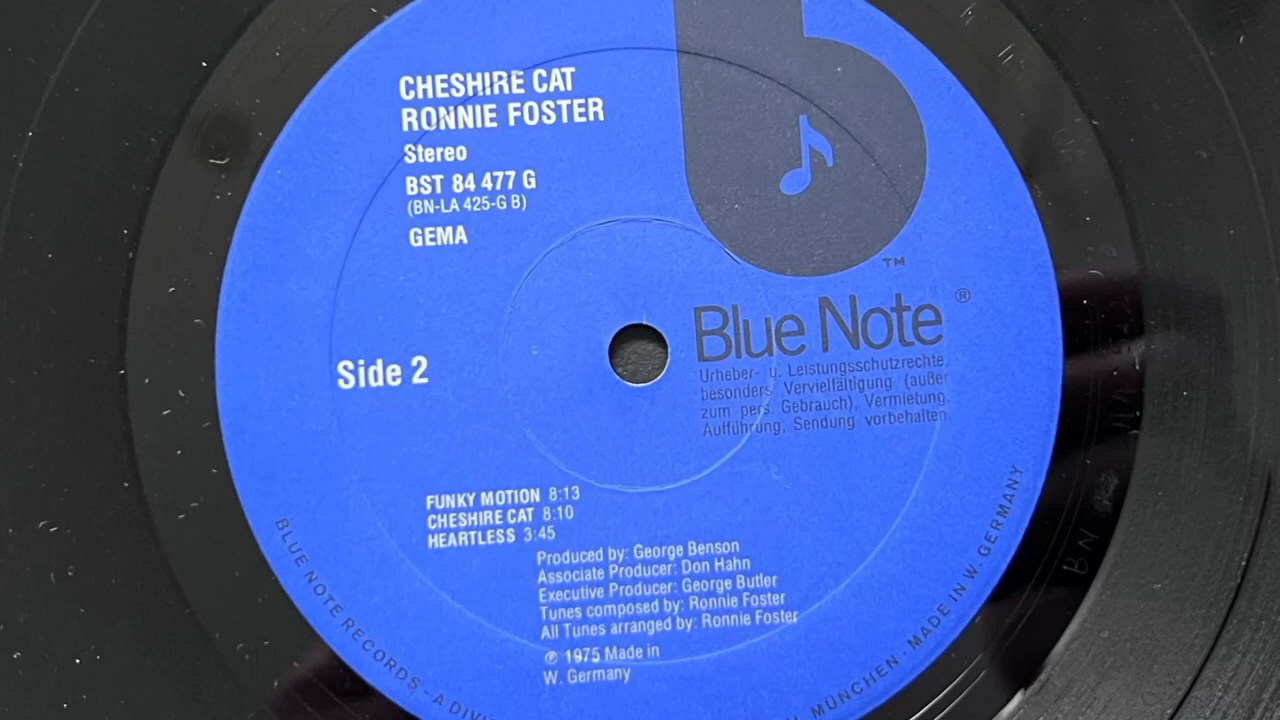 CHESHIRE CAT
RONNIE FOSTER
Stereo
BST 84 477 G
(BN-LA 425-G B)
GEMA
TM
Blue Note ®
Urheber- u. Leistungsschutzrechte,
besonders Vervielfältigung (außer
zum pers. Gebrauch), Vermietung,
Aufführung, Sendung vorbehalten.
Side 2
FUNKY MOTION 8:13
CHESHIRE CAT 8:10
HEARTLESS 3:45
Produced by: George Benson
Associate Producer: Don Hahn
Executive Producer: George Butler
Tunes composed by: Ronnie Foster
All Tunes arranged by: Ronnie Foster
℗ 1975 Made in
W. Germany
BLUE NOTE RECORDS - A
MÜNCHEN · MADE IN W. GERMANY
BN